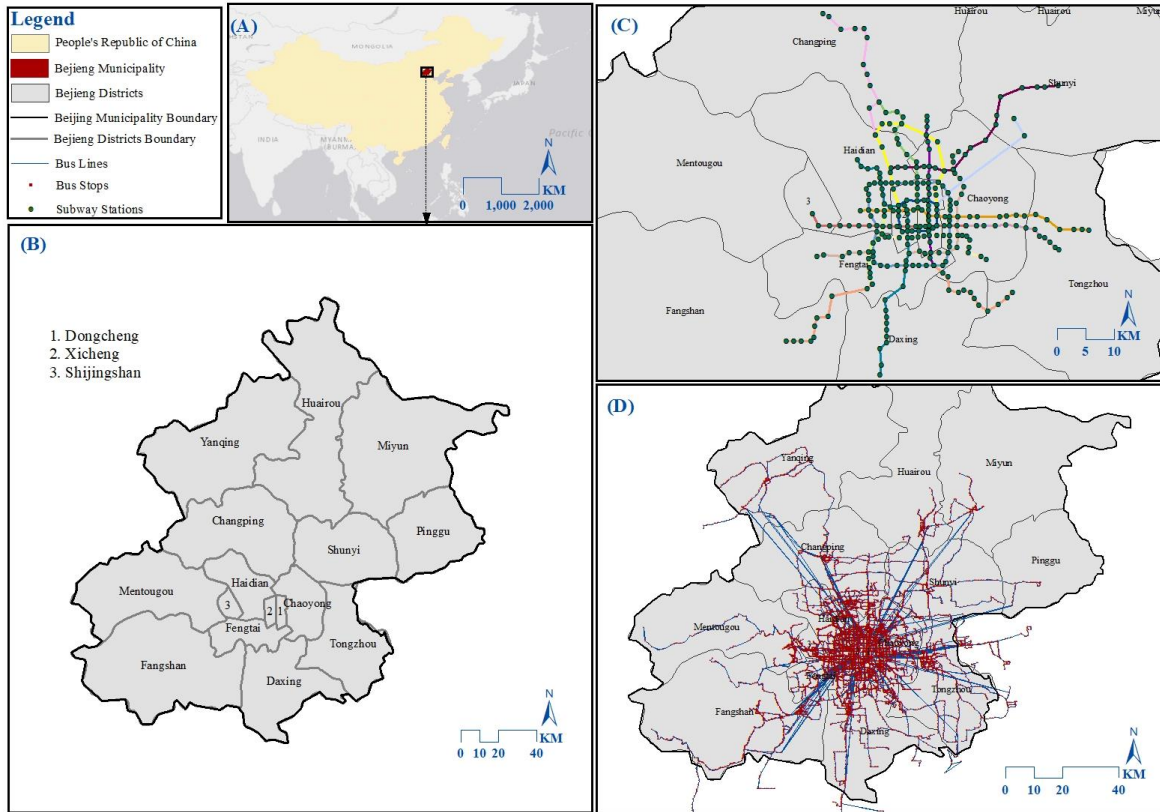 Legend
People's Republic of China
Bejieng Municipality
Bejieng Districts
Beijing Municipality Boundary
Bejieng Districts Boundary
Bus Lines
Bus Stops
Subway Stations
(A)
MONGOLIA
JAPAN
INDIA
N
KM
0 1,000 2,000
(B)
1. Dongcheng
2. Xicheng
3. Shijingshan
Huairou
Yanqing
Miyun
Changping
Pinggu
Shunyi
Haidian
Mentougou
3
2
1
Chaoyong
Fengtai
Tongzhou
Fangshan
Daxing
N
KM
0 10 20 40
(C)
Huairou
Huairou
Miyun
Changping
Shunyi
Haidian
Mentougou
3
Chaoyong
Fengtai
Tongzhou
Fangshan
Daxing
N
KM
0 5 10
(D)
Yanqing
Huairou
Miyun
Changping
Pinggu
Shunyi
Mentougou
Tongzhou
Fangshan
Daxing
N
KM
0 10 20 40